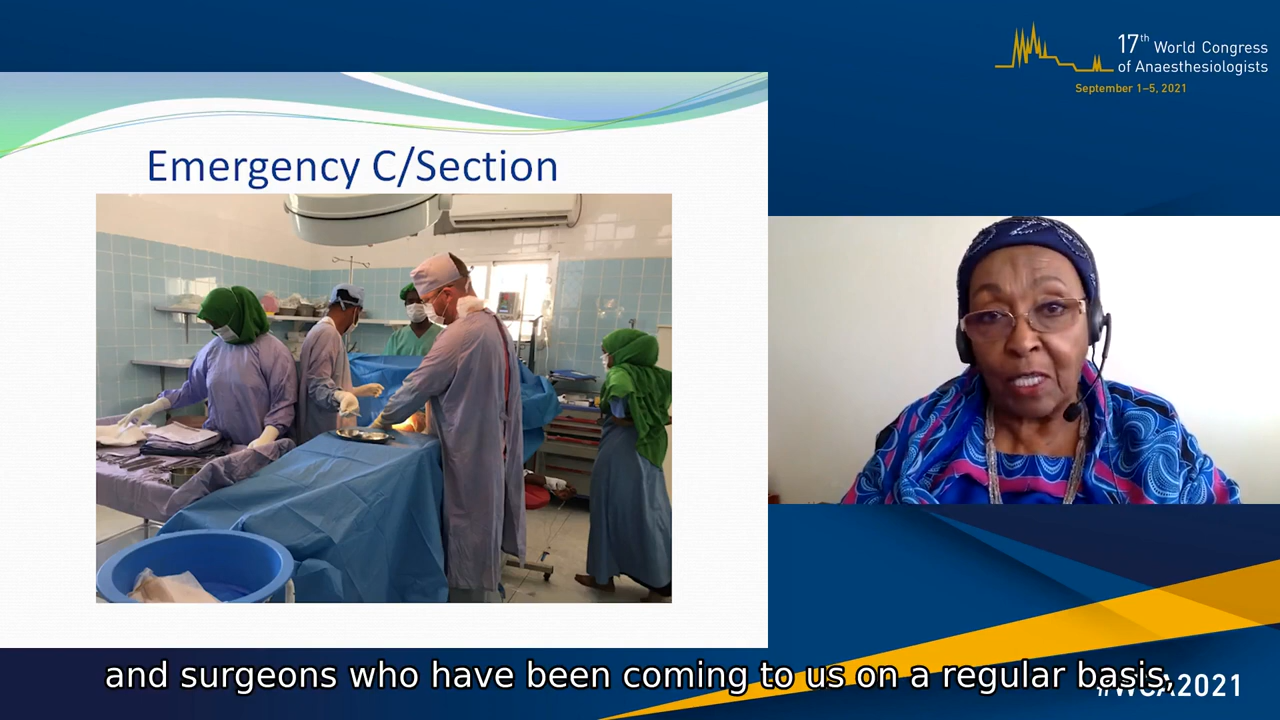 17th World Congress
of Anaesthesiologists
September 1–5, 2021
Emergency C/Section
and surgeons who have been coming to us on a regular basis,
#WCA2021